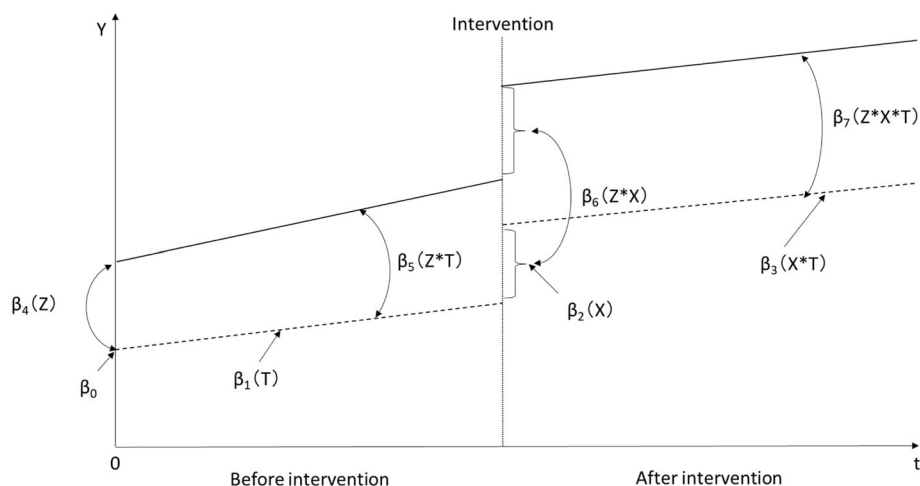 Y
Intervention
β₇(Z*X*T)
β₆(Z*X)
β₅(Z*T)
β₃(X*T)
β₄(Z)
β₂(X)
β₁(T)
β₀
0
t
Before intervention
After intervention